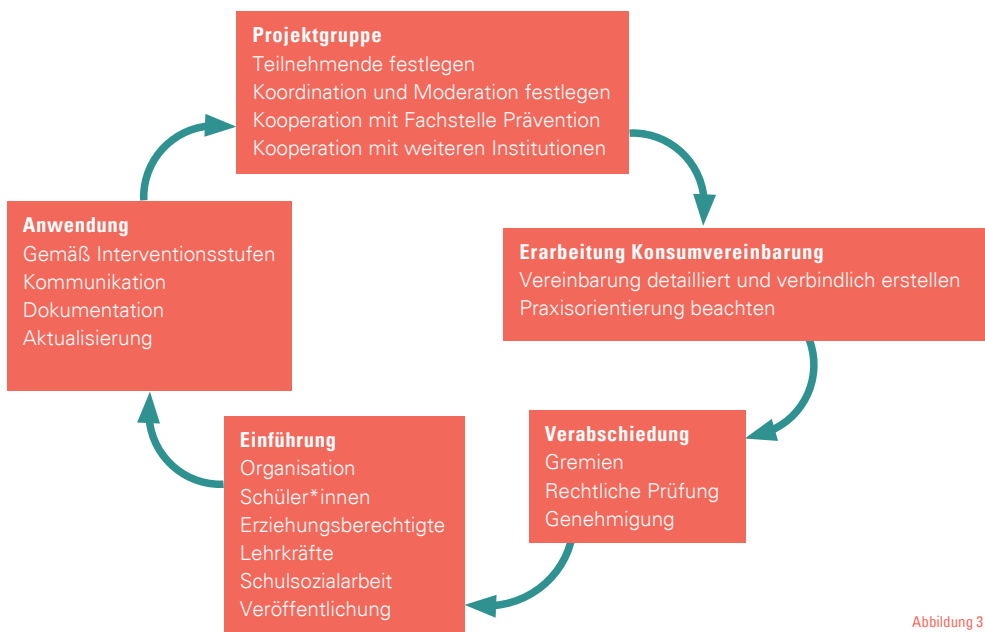 Projektgruppe
Teilnehmende festlegen
Koordination und Moderation festlegen
Kooperation mit Fachstelle Prävention
Kooperation mit weiteren Institutionen
Erarbeitung Konsumvereinbarung
Vereinbarung detailliert und verbindlich erstellen
Praxisorientierung beachten
Verabschiedung
Gremien
Rechtliche Prüfung
Genehmigung
Einführung
Organisation
Schüler*innen
Erziehungsberechtigte
Lehrkräfte
Schulsozialarbeit
Veröffentlichung
Anwendung
Gemäß Interventionsstufen
Kommunikation
Dokumentation
Aktualisierung
Abbildung 3